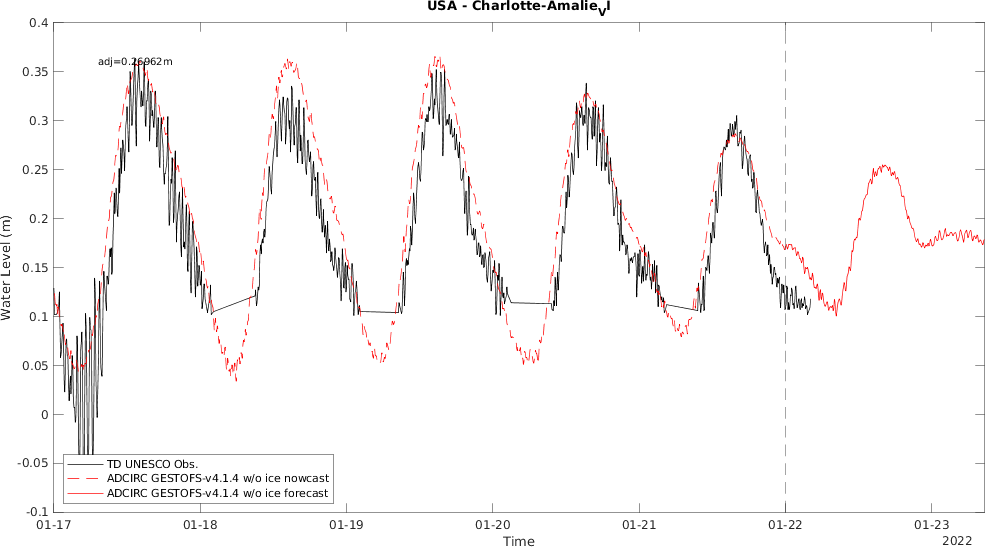 USA - Charlotte-Amalie_VI
0.4
adj=0.26962m
0.35
0.3
0.25
0.2
0.15
0.1
0.05
0
-0.05
-0.1
Water Level (m)
TD UNESCO Obs.
ADCIRC GESTOFS-v4.1.4 w/o ice nowcast
ADCIRC GESTOFS-v4.1.4 w/o ice forecast
01-17 01-18 01-19 01-20 01-21 01-22 01-23
Time
2022